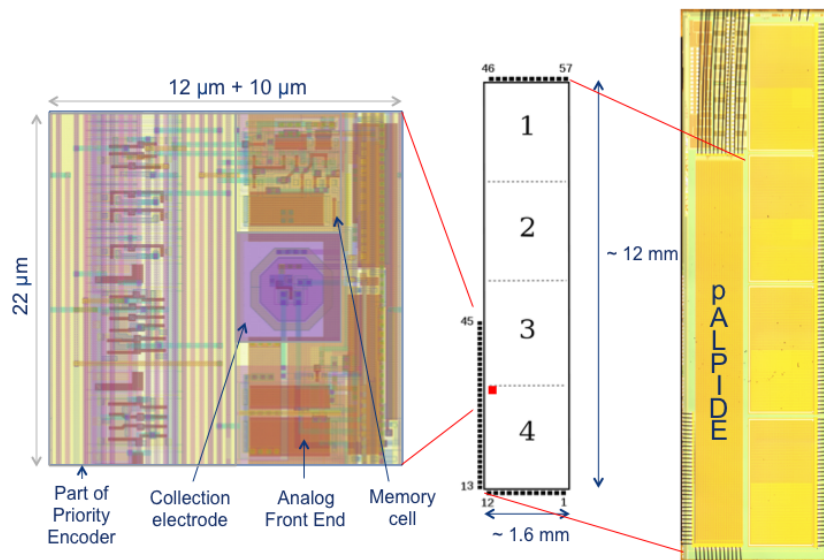 12 µm + 10 µm
22 µm
Part of
Priority
Encoder
Collection
electrode
Analog
Front End
Memory
cell
46 57
1
2
3
4
45
13
12 1
~ 1.6 mm
~ 12 mm
pALPIDE